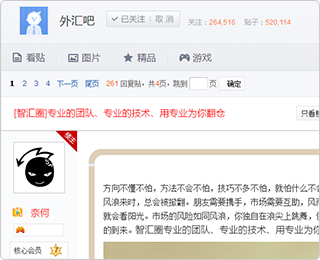 外汇吧 已关注 | 取消 关注：264,516 贴子：520,114
看贴 图片 精品 游戏
1 2 3 4 下一页 尾页 261回复贴，共4页，跳到 页 确定
[智汇圈]专业的团队、专业的技术、用专业为你翻仓 只看楼
楼主
方向不懂不怕，方法不会不怕，技巧不多不怕，就怕什么不
风浪来时，总会被掀翻。朋友需要携手，市场需要互助，风雨
就会看阳光。市场的风险如同风浪，你独自在浪尖上跳舞，
的到来。智汇圈专业的团队、专业的技术、用专业为你
奈何
核心会员 7